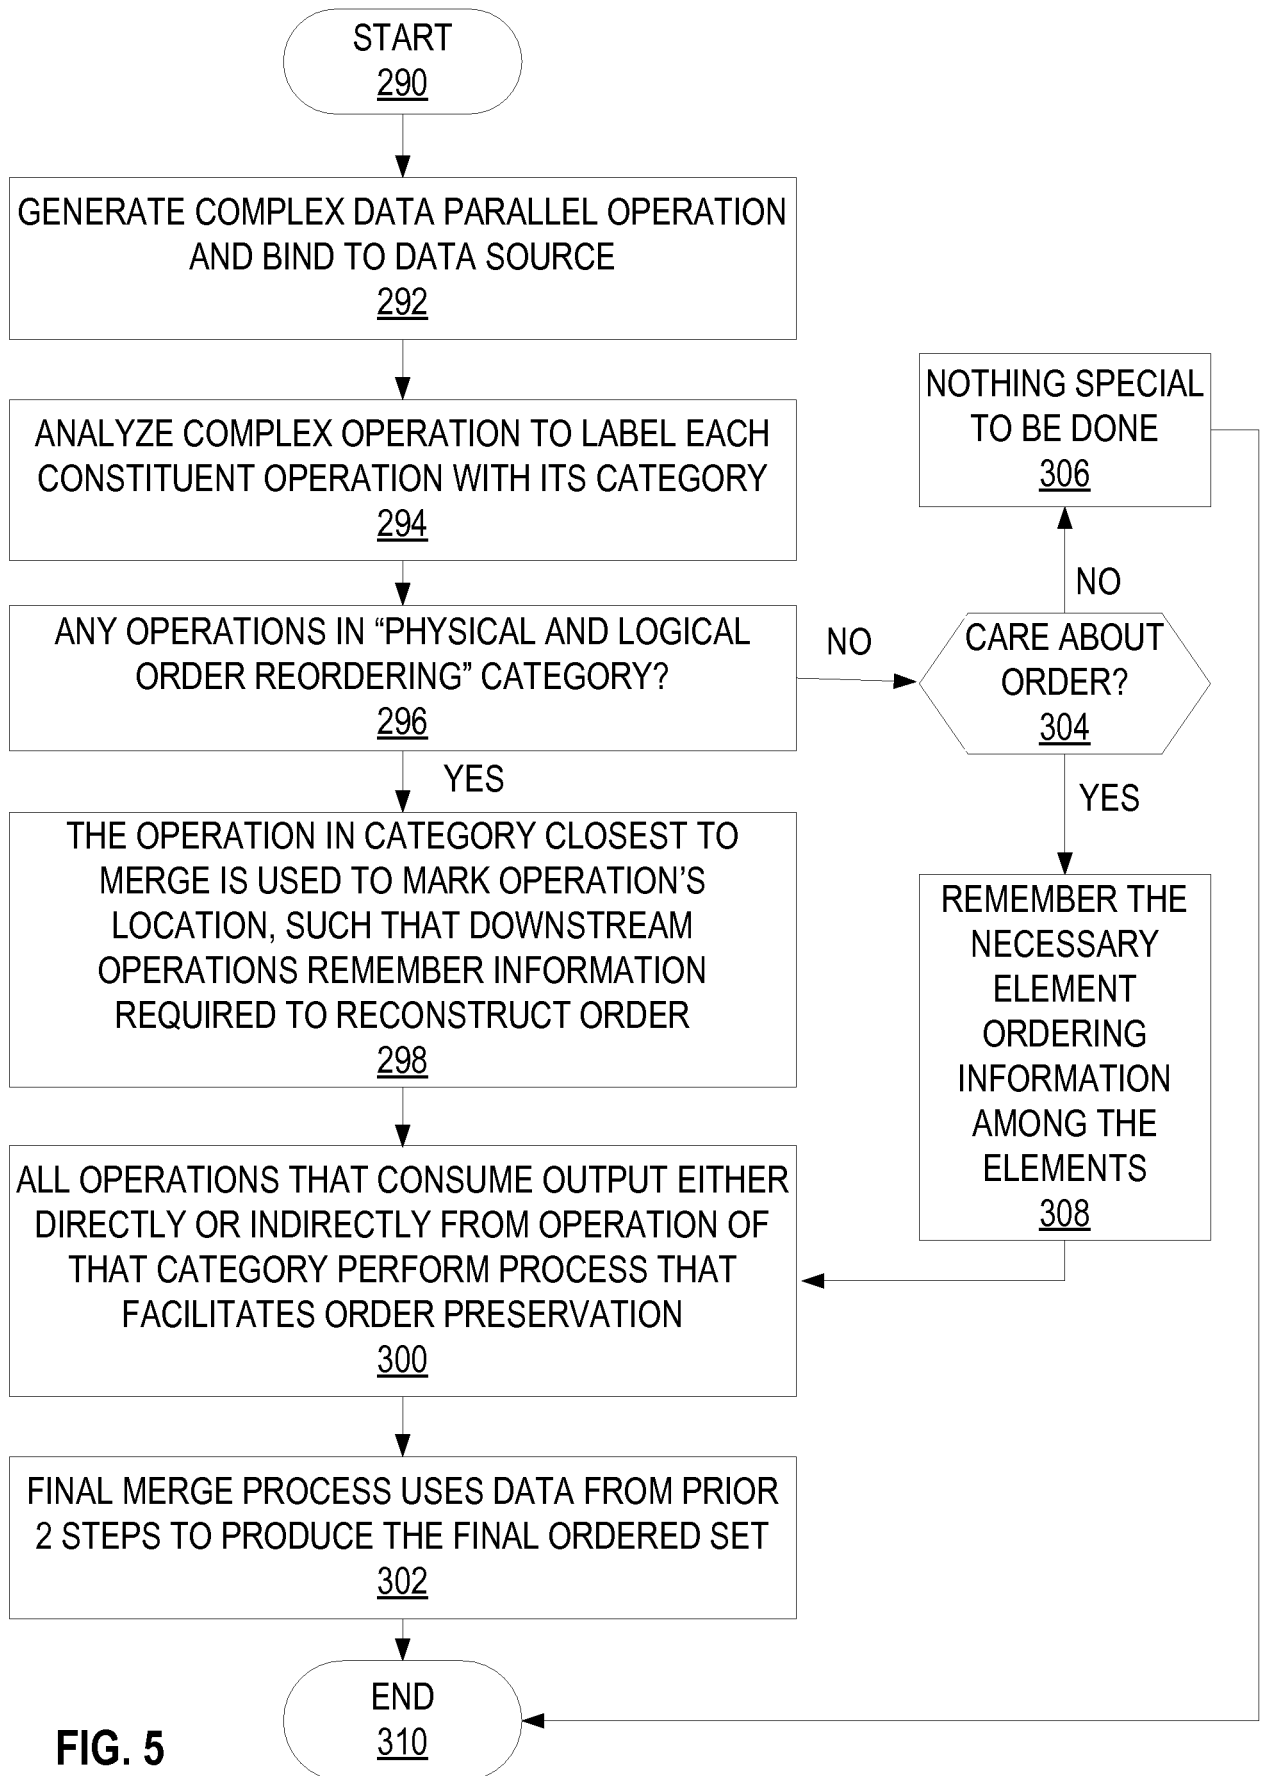 START
290
GENERATE COMPLEX DATA PARALLEL OPERATION
AND BIND TO DATA SOURCE
292
ANALYZE COMPLEX OPERATION TO LABEL EACH
CONSTITUENT OPERATION WITH ITS CATEGORY
294
ANY OPERATIONS IN “PHYSICAL AND LOGICAL
ORDER REORDERING” CATEGORY?
296
NO
CARE ABOUT
ORDER?
304
NO
NOTHING SPECIAL
TO BE DONE
306
YES
REMEMBER THE
NECESSARY
ELEMENT
ORDERING
INFORMATION
AMONG THE
ELEMENTS
308
YES
THE OPERATION IN CATEGORY CLOSEST TO
MERGE IS USED TO MARK OPERATION’S
LOCATION, SUCH THAT DOWNSTREAM
OPERATIONS REMEMBER INFORMATION
REQUIRED TO RECONSTRUCT ORDER
298
ALL OPERATIONS THAT CONSUME OUTPUT EITHER
DIRECTLY OR INDIRECTLY FROM OPERATION OF
THAT CATEGORY PERFORM PROCESS THAT
FACILITATES ORDER PRESERVATION
300
FINAL MERGE PROCESS USES DATA FROM PRIOR
2 STEPS TO PRODUCE THE FINAL ORDERED SET
302
END
310
FIG. 5